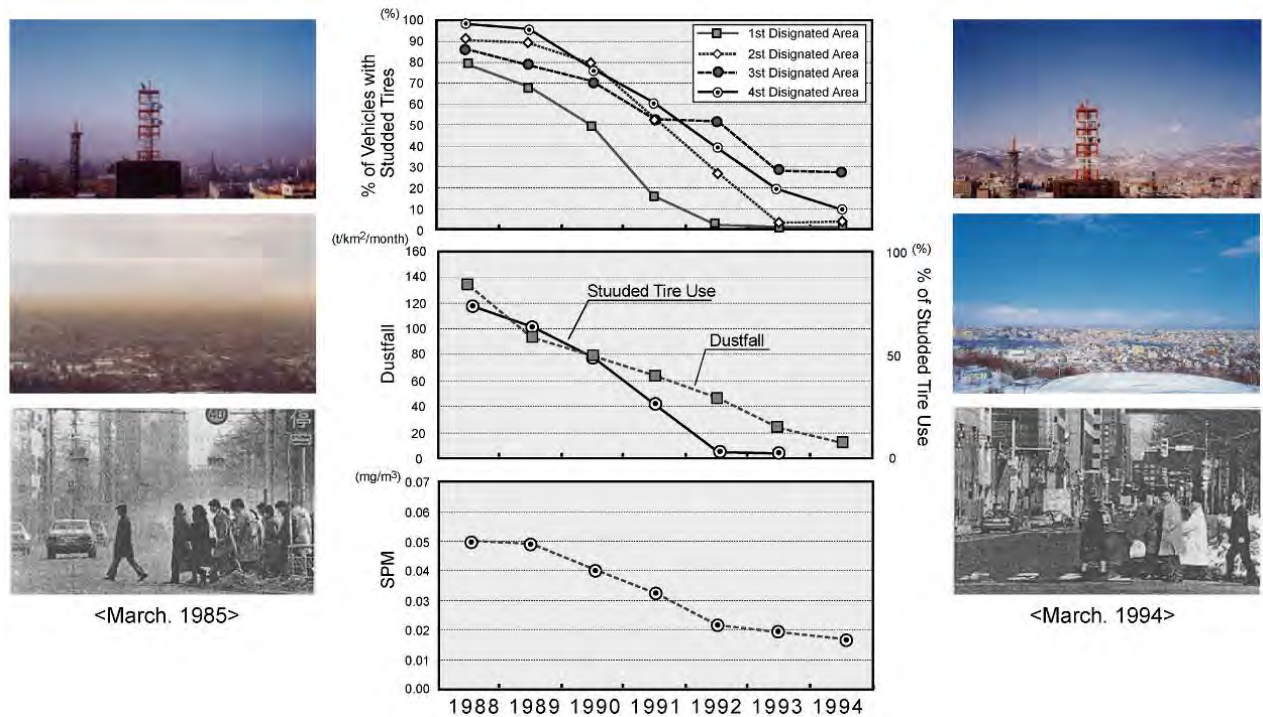 (%)
% of Vehicles with
Studded Tires
100
90
80
70
60
50
40
30
20
10
0
1st Disignated Area
2st Disignated Area
3st Disignated Area
4st Disignated Area
(t/km2/month)
Dustfall
160
140
120
100
80
60
40
20
0
Stuuded Tire Use
Dustfall
100 (%)
50
0
% of Studded Tire Use
(mg/m3)
SPM
0.07
0.06
0.05
0.04
0.03
0.02
0.01
0.00
1988 1989 1990 1991 1992 1993 1994
40
<March. 1985>
<March. 1994>